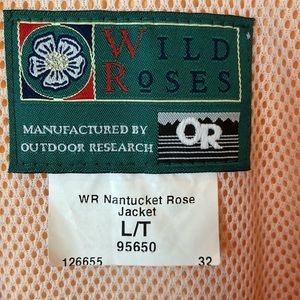 WILD
ROSES
MANUFACTURED BY
OUTDOOR RESEARCH
OR
WR Nantucket Rose
Jacket
L/T
95650
126655 32